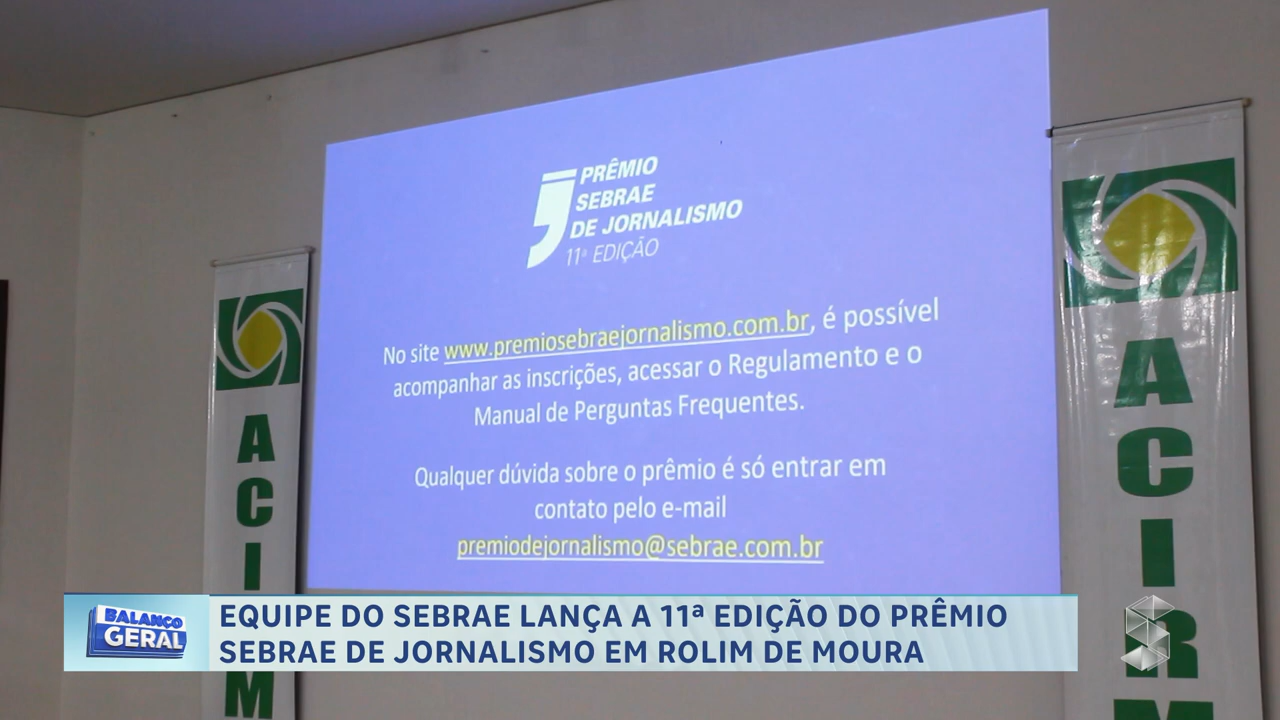 PRÊMIO
SEBRAE
DE JORNALISMO
11ª EDIÇÃO
No site www.premiosebraejornalismo.com.br, é possível
acompanhar as inscrições, acessar o Regulamento e o
Manual de Perguntas Frequentes.
Qualquer dúvida sobre o prêmio é só entrar em
contato pelo e-mail
premiodejornalismo@sebrae.com.br
A
C
I
M
A
C
I
R
M
BALANÇO
GERAL
EQUIPE DO SEBRAE LANÇA A 11ª EDIÇÃO DO PRÊMIO
SEBRAE DE JORNALISMO EM ROLIM DE MOURA